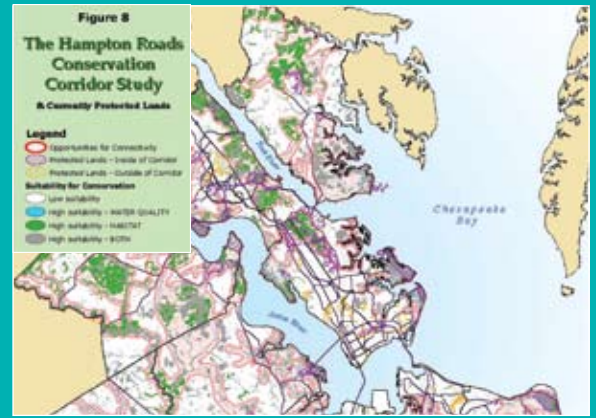 Figure 8
The Hampton Roads
Conservation
Corridor Study
& Currently Protected Lands
Legend
Opportunities for Connectivity
Protected Lands - Inside of Corridor
Protected Lands - Outside of Corridor
Suitability for Conservation
Low suitability
High suitability - WATER QUALITY
High suitability - HABITAT
High suitability - BOTH
Chesapeake
Bay
James River